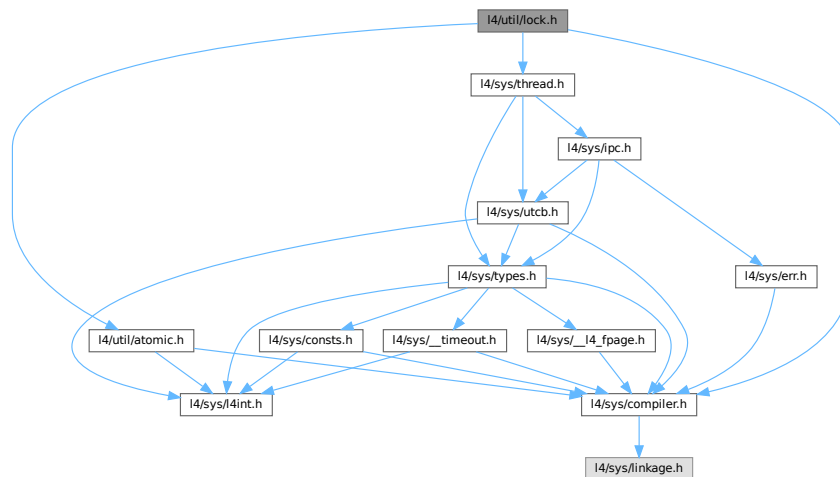 l4/util/lock.h
l4/sys/thread.h
l4/sys/ipc.h
l4/sys/utcb.h
l4/sys/types.h
l4/sys/err.h
l4/util/atomic.h
l4/sys/consts.h
l4/sys/__timeout.h
l4/sys/__l4_fpage.h
l4/sys/l4int.h
l4/sys/compiler.h
l4/sys/linkage.h